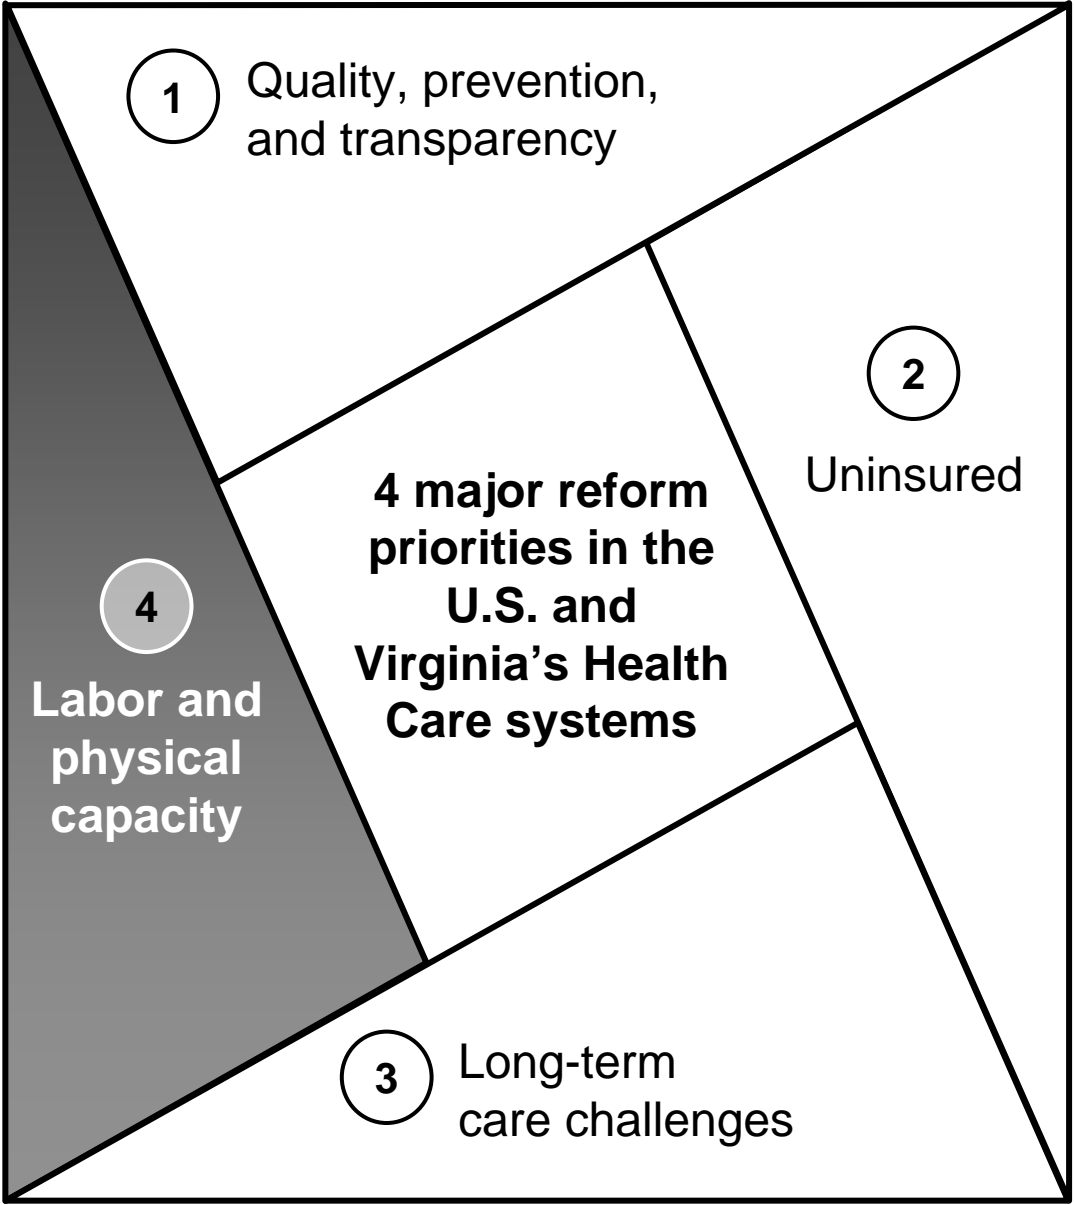 1
Quality, prevention,
and transparency
2
Uninsured
4 major reform
priorities in the
U.S. and
Virginia’s Health
Care systems
4
Labor and
physical
capacity
3
Long-term
care challenges